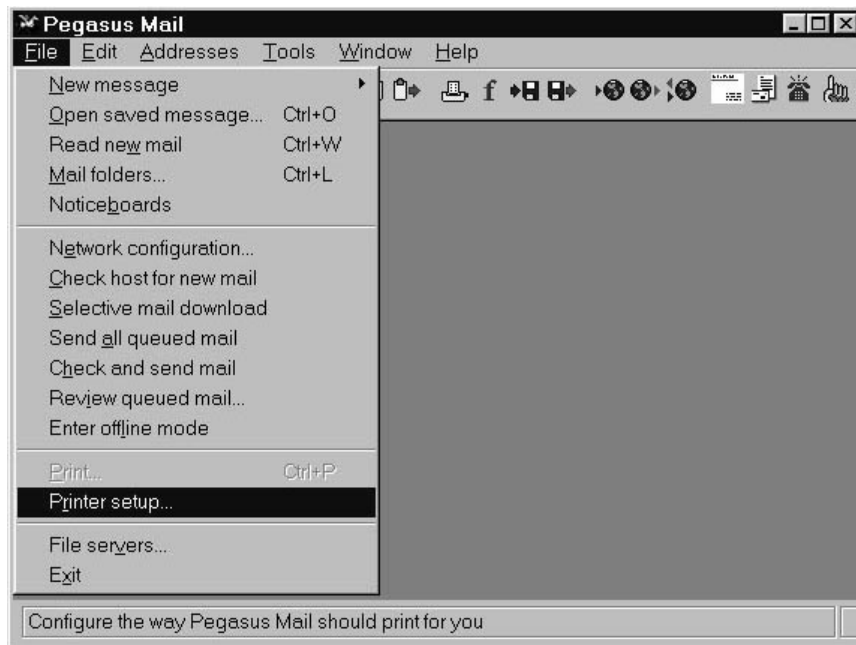 Pegasus Mail
File Edit Addresses Tools Window Help
New message
Open saved message... Ctrl+O
Read new mail Ctrl+W
Mail folders... Ctrl+L
Noticeboards
Network configuration...
Check host for new mail
Selective mail download
Send all queued mail
Check and send mail
Review queued mail...
Enter offline mode
Print... Ctrl+P
Printer setup...
File servers...
Exit
Configure the way Pegasus Mail should print for you